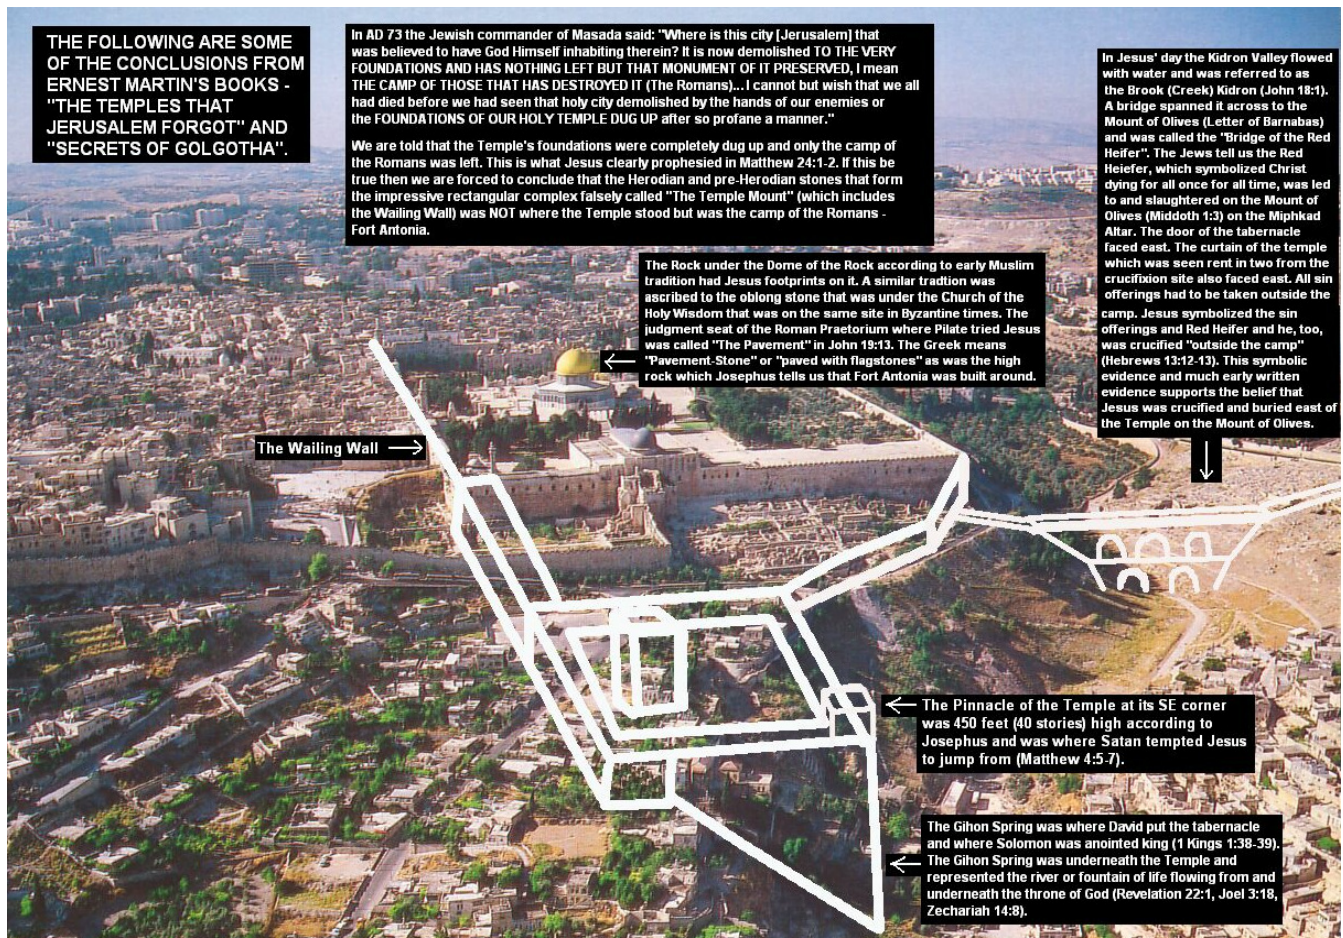 THE FOLLOWING ARE SOME
OF THE CONCLUSIONS FROM
ERNEST MARTIN'S BOOKS -
"THE TEMPLES THAT
JERUSALEM FORGOT" AND
"SECRETS OF GOLGOTHA".
In AD 73 the Jewish commander of Masada said: "Where is this city [Jerusalem] that
was believed to have God Himself inhabiting therein? It is now demolished TO THE VERY
FOUNDATIONS AND HAS NOTHING LEFT BUT THAT MONUMENT OF IT PRESERVED, I mean
THE CAMP OF THOSE THAT HAS DESTROYED IT (The Romans)... I cannot but wish that we all
had died before we had seen that holy city demolished by the hands of our enemies or
the FOUNDATIONS OF OUR HOLY TEMPLE DUG UP after so profane a manner."
We are told that the Temple's foundations were completely dug up and only the camp of
the Romans was left. This is what Jesus clearly prophesied in Matthew 24:1-2. If this be
true then we are forced to conclude that the Herodian and pre-Herodian stones that form
the impressive rectangular complex falsely called "The Temple Mount" (which includes
the Wailing Wall) was NOT where the Temple stood but was the camp of the Romans -
Fort Antonia.
In Jesus' day the Kidron Valley flowed
with water and was referred to as
the Brook (Creek) Kidron (John 18:1).
A bridge spanned it across to the
Mount of Olives (Letter of Barnabas)
and was called the "Bridge of the Red
Heifer". The Jews tell us the Red
Heiefer, which symbolized Christ
dying for all once for all time, was led
to and slaughtered on the Mount of
Olives (Middoth 1:3) on the Miphkad
Altar. The door of the tabernacle
faced east. The curtain of the temple
which was seen rent in two from the
crucifixion site also faced east. All sin
offerings had to be taken outside the
camp. Jesus symbolized the sin
offerings and Red Heifer and he, too,
was crucified "outside the camp"
(Hebrews 13:12-13). This symbolic
evidence and much early written
evidence supports the belief that
Jesus was crucified and buried east of
the Temple on the Mount of Olives.
The Rock under the Dome of the Rock according to early Muslim
tradition had Jesus footprints on it. A similar tradtion was
ascribed to the oblong stone that was under the Church of the
Holy Wisdom that was on the same site in Byzantine times. The
judgment seat of the Roman Praetorium where Pilate tried Jesus
was called "The Pavement" in John 19:13. The Greek means
"Pavement-Stone" or "paved with flagstones" as was the high
rock which Josephus tells us that Fort Antonia was built around.
The Wailing Wall
The Pinnacle of the Temple at its SE corner
was 450 feet (40 stories) high according to
Josephus and was where Satan tempted Jesus
to jump from (Matthew 4:5-7).
The Gihon Spring was where David put the tabernacle
and where Solomon was anointed king (1 Kings 1:38-39).
The Gihon Spring was underneath the Temple and
represented the river or fountain of life flowing from and
underneath the throne of God (Revelation 22:1, Joel 3:18,
Zechariah 14:8).